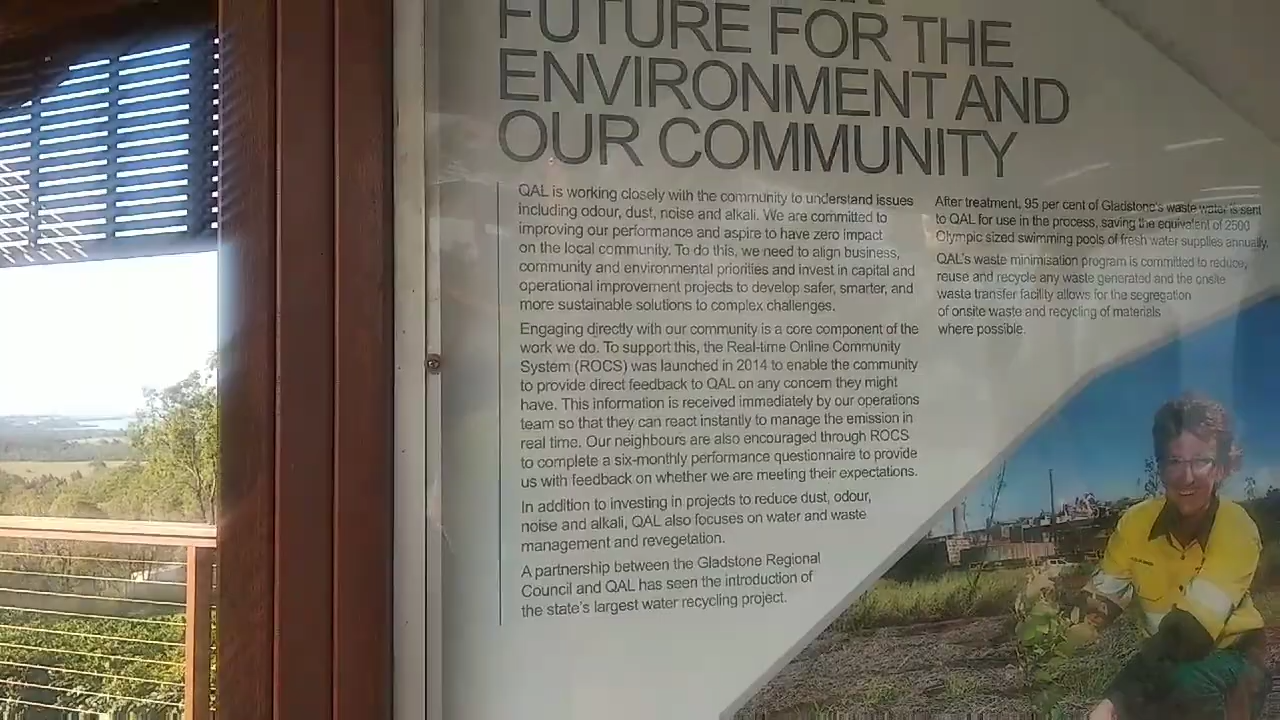 FUTURE FOR THE
ENVIRONMENT AND
OUR COMMUNITY
QAL is working closely with the community to understand issues
including odour, dust, noise and alkali. We are committed to
improving our performance and aspire to have zero impact
on the local community. To do this, we need to align business,
community and environmental priorities and invest in capital and
operational improvement projects to develop safer, smarter, and
more sustainable solutions to complex challenges.
Engaging directly with our community is a core component of the
work we do. To support this, the Real-time Online Community
System (ROCS) was launched in 2014 to enable the community
to provide direct feedback to QAL on any concern they might
have. This information is received immediately by our operations
team so that they can react instantly to manage the emission in
real time. Our neighbours are also encouraged through ROCS
to complete a six-monthly performance questionnaire to provide
us with feedback on whether we are meeting their expectations.
In addition to investing in projects to reduce dust, odour,
noise and alkali, QAL also focuses on water and waste
management and revegetation.
A partnership between the Gladstone Regional
Council and QAL has seen the introduction of
the state's largest water recycling project.
After treatment, 95 per cent of Gladstone's waste water is sent
to QAL for use in the process, saving the equivalent of 2500
Olympic sized swimming pools of fresh water supplies annually.
QAL's waste minimisation program is committed to reduce,
reuse and recycle any waste generated and the onsite
waste transfer facility allows for the segregation
of onsite waste and recycling of materials
where possible.